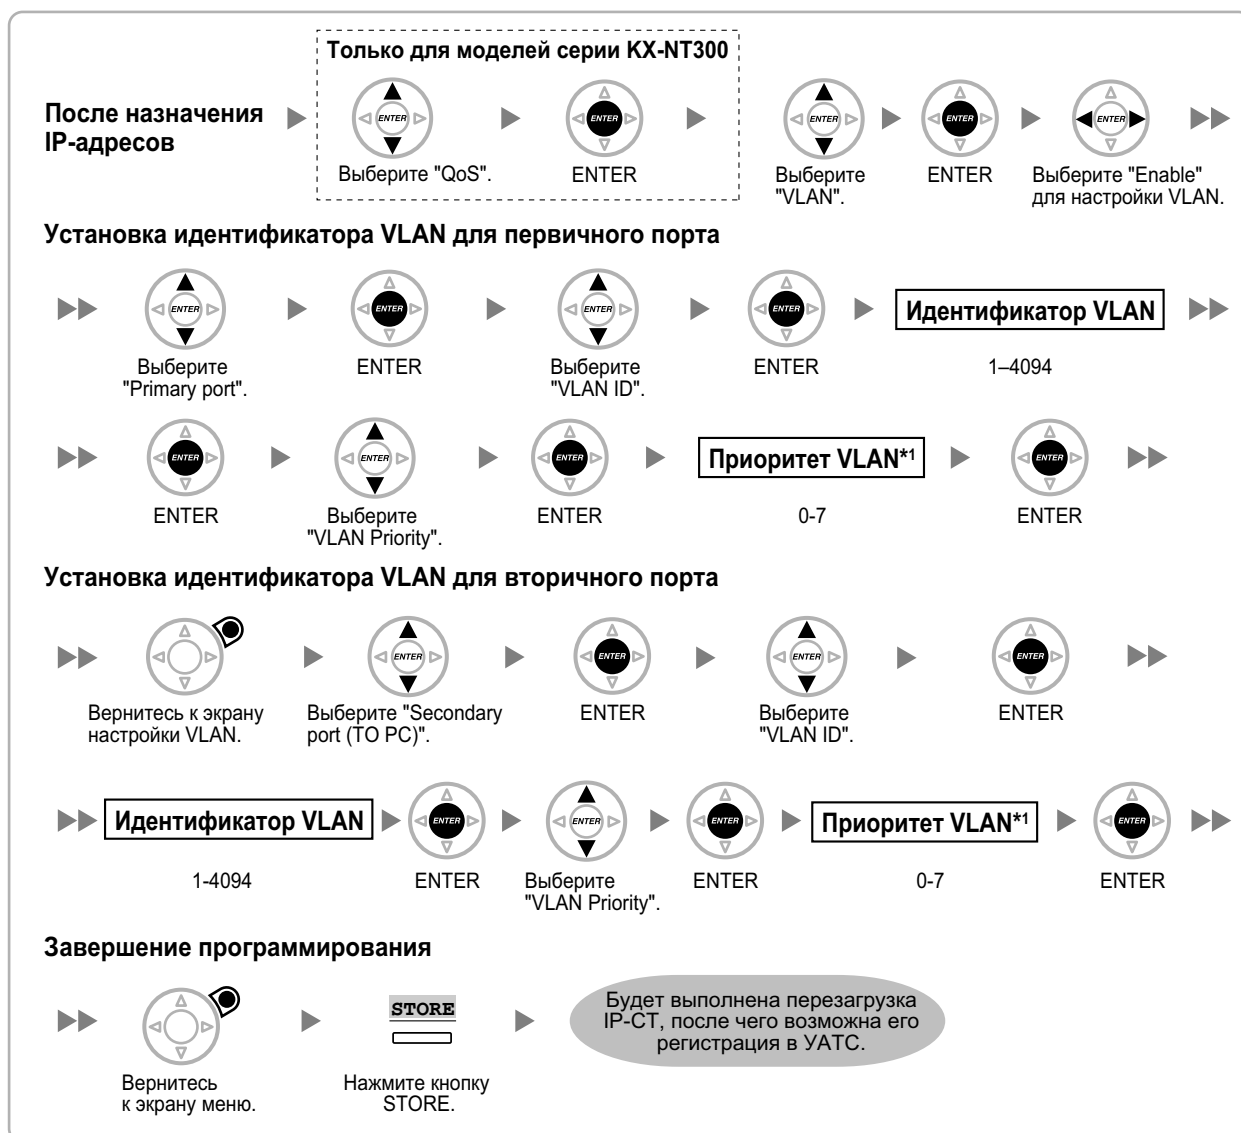 Только для моделей серии KX-NT300
После назначения
IP-адресов
ENTER
ENTER
ENTER
ENTER
ENTER
Выберите "QoS".
ENTER
Выберите
"VLAN".
ENTER
Выберите "Enable"
для настройки VLAN.
Установка идентификатора VLAN для первичного порта
ENTER
ENTER
ENTER
ENTER
Идентификатор VLAN
Выберите
"Primary port".
ENTER
Выберите
"VLAN ID".
ENTER
1–4094
ENTER
ENTER
ENTER
Приоритет VLAN*1
ENTER
ENTER
Выберите
"VLAN Priority".
ENTER
0-7
ENTER
Установка идентификатора VLAN для вторичного порта
ENTER
ENTER
ENTER
ENTER
Вернитесь к экрану
настройки VLAN.
Выберите "Secondary
port (TO PC)".
ENTER
Выберите
"VLAN ID".
ENTER
Идентификатор VLAN
ENTER
ENTER
ENTER
Приоритет VLAN*1
ENTER
1-4094
ENTER
Выберите
"VLAN Priority".
ENTER
0-7
ENTER
Завершение программирования
STORE
Будет выполнена перезагрузка
IP-СТ, после чего возможна его
регистрация в УАТС.
Вернитесь
к экрану меню.
Нажмите кнопку
STORE.